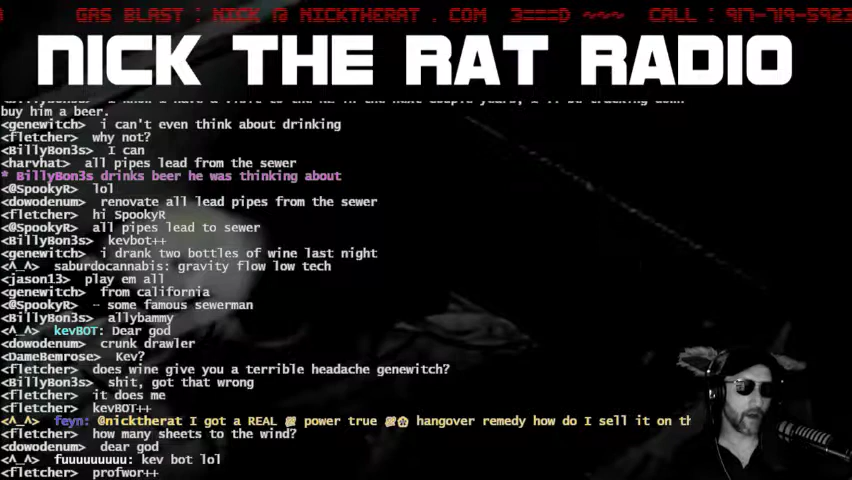 GAS BLAST : NICK @ NICKTHERAT . COM 3===D ~~~ CALL : 917-719-5923
NICK THE RAT RADIO
buy him a beer.
<genewitch> i can't even think about drinking
<fletcher> why not?
<BillyBon3s> I can
<harvhat> all pipes lead from the sewer
* BillyBon3s drinks beer he was thinking about
<@SpookyR> lol
<dowodenum> renovate all lead pipes from the sewer
<fletcher> hi SpookyR
<@SpookyR> all pipes lead to sewer
<BillyBon3s> kevbot++
<genewitch> i drank two bottles of wine last night
<^_^> saburdocannabis: gravity flow low tech
<jason13> play em all
<genewitch> from california
<@SpookyR> -- some famous sewerman
<BillyBon3s> allybammy
<^_^> kevBOT: Dear god
<dowodenum> crunk drawler
<DameBemrose> Kev?
<fletcher> does wine give you a terrible headache genewitch?
<BillyBon3s> shit, got that wrong
<fletcher> it does me
<fletcher> kevBOT++
<^_^> feyn: @nicktherat I got a REAL power true hangover remedy how do I sell it on th
<fletcher> how many sheets to the wind?
<dowodenum> dear god
<^_^> fuuuuuuuuu: kev bot lol
<fletcher> profwor++